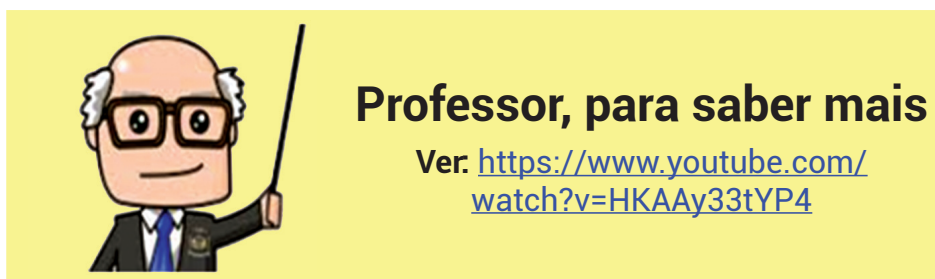 Professor, para saber mais
Ver: https://www.youtube.com/
watch?v=HKAAy33tYP4